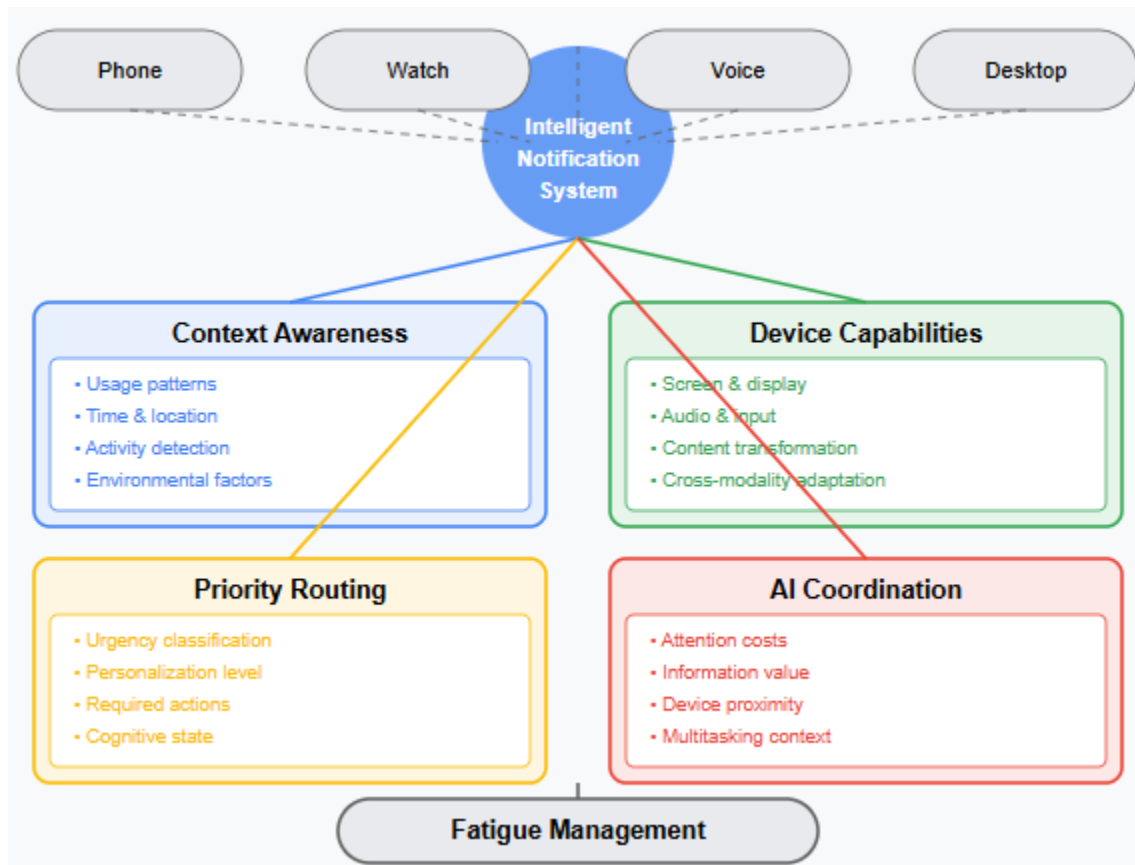 Phone
Watch
Voice
Desktop
Intelligent
Notification
System
Context Awareness
• Usage patterns
• Time & location
• Activity detection
• Environmental factors
Device Capabilities
• Screen & display
• Audio & input
• Content transformation
• Cross-modality adaptation
Priority Routing
• Urgency classification
• Personalization level
• Required actions
• Cognitive state
AI Coordination
• Attention costs
• Information value
• Device proximity
• Multitasking context
Fatigue Management